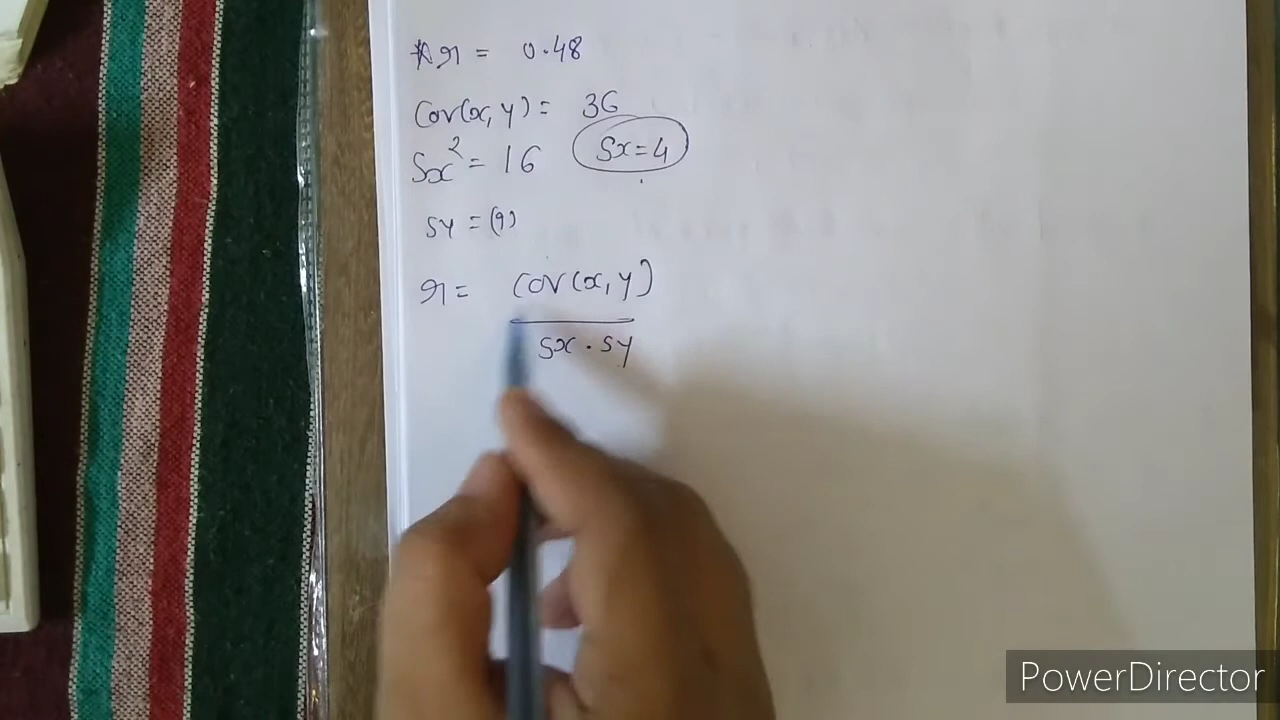 r = 0.48
Cov(x, y) = 36
Sx² = 16 Sx = 4
Sy = (?)
r = Cov(x, y)
Sx . Sy
PowerDirector